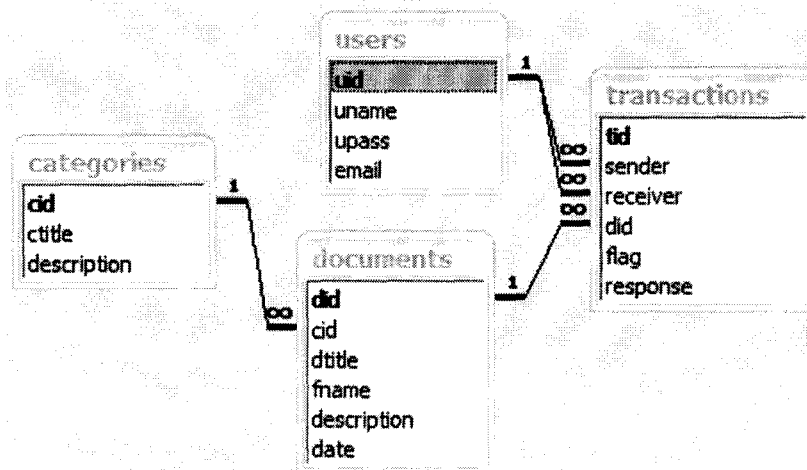 users
uid
uname
upass
email
1
transactions
tid
sender
receiver
did
flag
response
∞
∞
∞
categories
cid
ctitle
description
1
documents
did
cid
dtitle
fname
description
date
∞
1